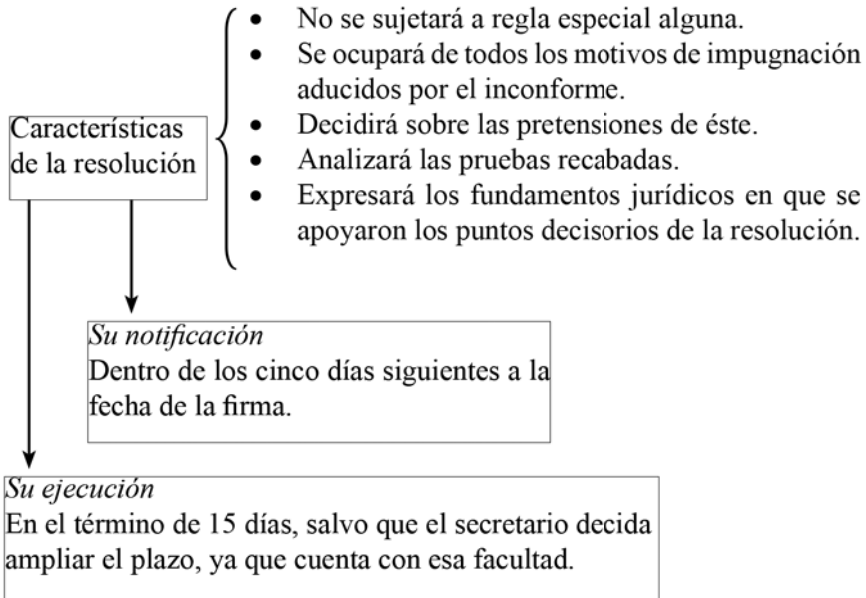 • No se sujetará a regla especial alguna.
• Se ocupará de todos los motivos de impugnación
aducidos por el inconforme.
Características
de la resolución
• Decidirá sobre las pretensiones de éste.
• Analizará las pruebas recabadas.
• Expresará los fundamentos jurídicos en que se
apoyaron los puntos decisorios de la resolución.
Su notificación
Dentro de los cinco días siguientes a la
fecha de la firma.
Su ejecución
En el término de 15 días, salvo que el secretario decida
ampliar el plazo, ya que cuenta con esa facultad.